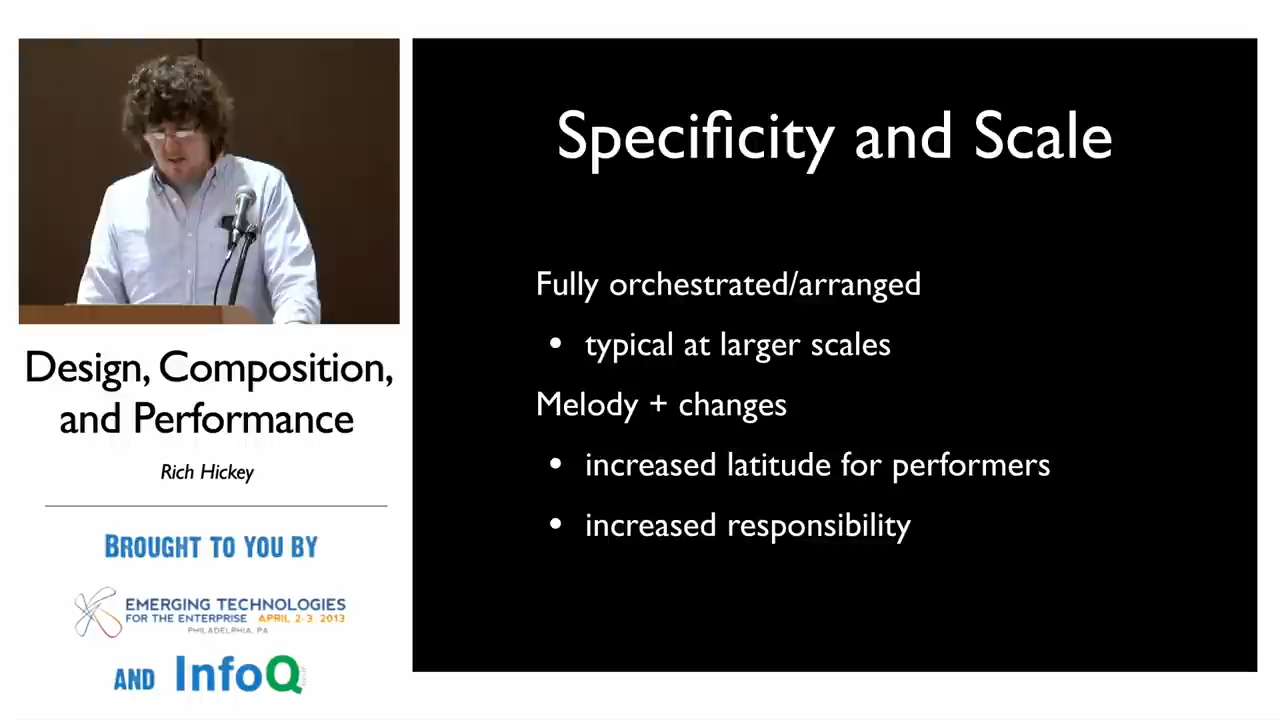 Specificity and Scale
Fully orchestrated/arranged
• typical at larger scales
Melody + changes
• increased latitude for performers
• increased responsibility
Design, Composition,
and Performance
Rich Hickey
BROUGHT TO YOU BY
EMERGING TECHNOLOGIES
FOR THE ENTERPRISE APRIL 2-3 2013
PHILADELPHIA, PA
AND InfoQ